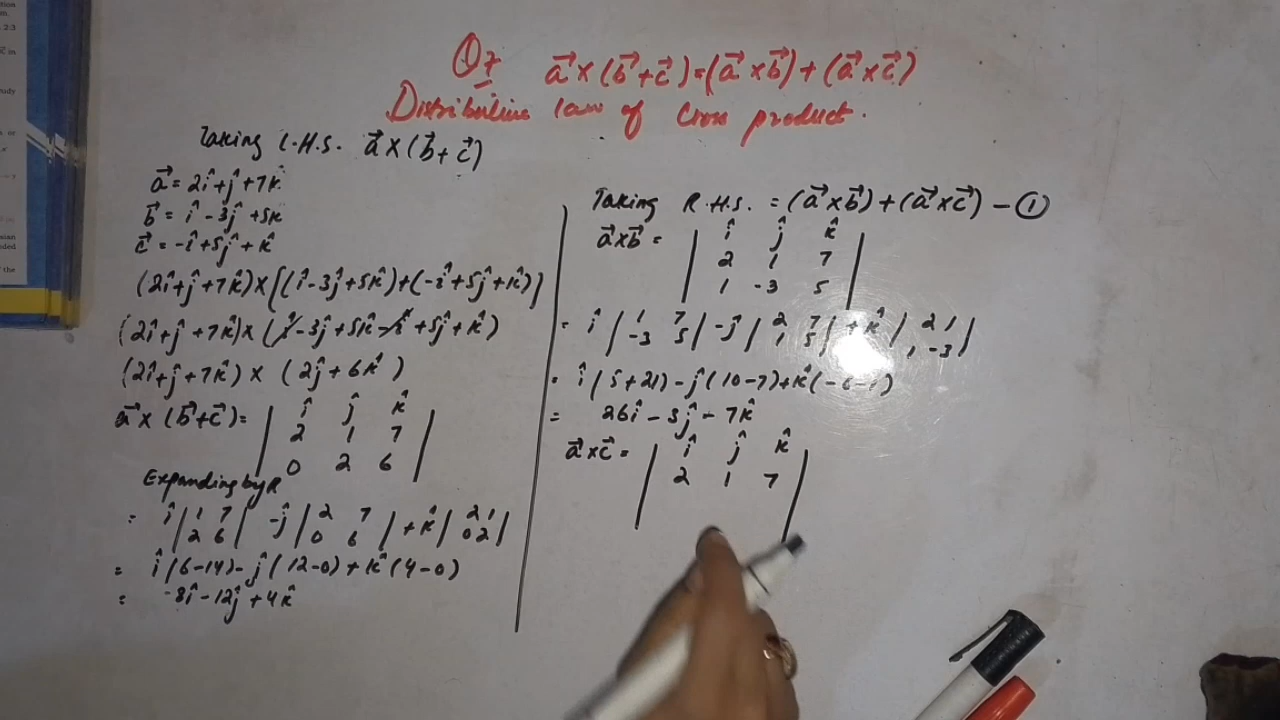 Q7 a⃗ × (b⃗ + c⃗) = (a⃗ × b⃗) + (a⃗ × c⃗)
Distributive law of Cross product.
Taking L.H.S. a⃗ × (b⃗ + c⃗)
a⃗ = 2î + ĵ + 7k̂
b⃗ = î - 3ĵ + 5k
c⃗ = -î + 5ĵ + k̂
(2î + ĵ + 7k̂) × [(î - 3ĵ + 5k̂) + (-î + 5ĵ + k̂)]
(2î + ĵ + 7k̂) × (î - 3ĵ + 5k̂ - î + 5ĵ + k̂)
(2î + ĵ + 7k̂) × (2ĵ + 6k̂)
a⃗ × (b⃗ + c⃗) = | î ĵ k̂
2 1 7
0 2 6 |
Expanding by R
= î | 1 7 | - ĵ | 2 7 | + k̂ | 2 1 |
2 6 0 6 0 2
= î (6 - 14) - ĵ (12 - 0) + k̂ (4 - 0)
= -8î - 12ĵ + 4k̂
Taking R.H.S. = (a⃗ × b⃗) + (a⃗ × c⃗) - ①
a⃗ × b⃗ = | î ĵ k̂
2 1 7
1 -3 5 |
= î | 1 7 | - ĵ | 2 7 | + k̂ | 2 1 |
-3 5 1 5 1 -3
= î (5 + 21) - ĵ (10 - 7) + k̂ (-6 - 1)
= 26î - 3ĵ - 7k̂
a⃗ × c⃗ = | î ĵ k̂ |
2 1 7